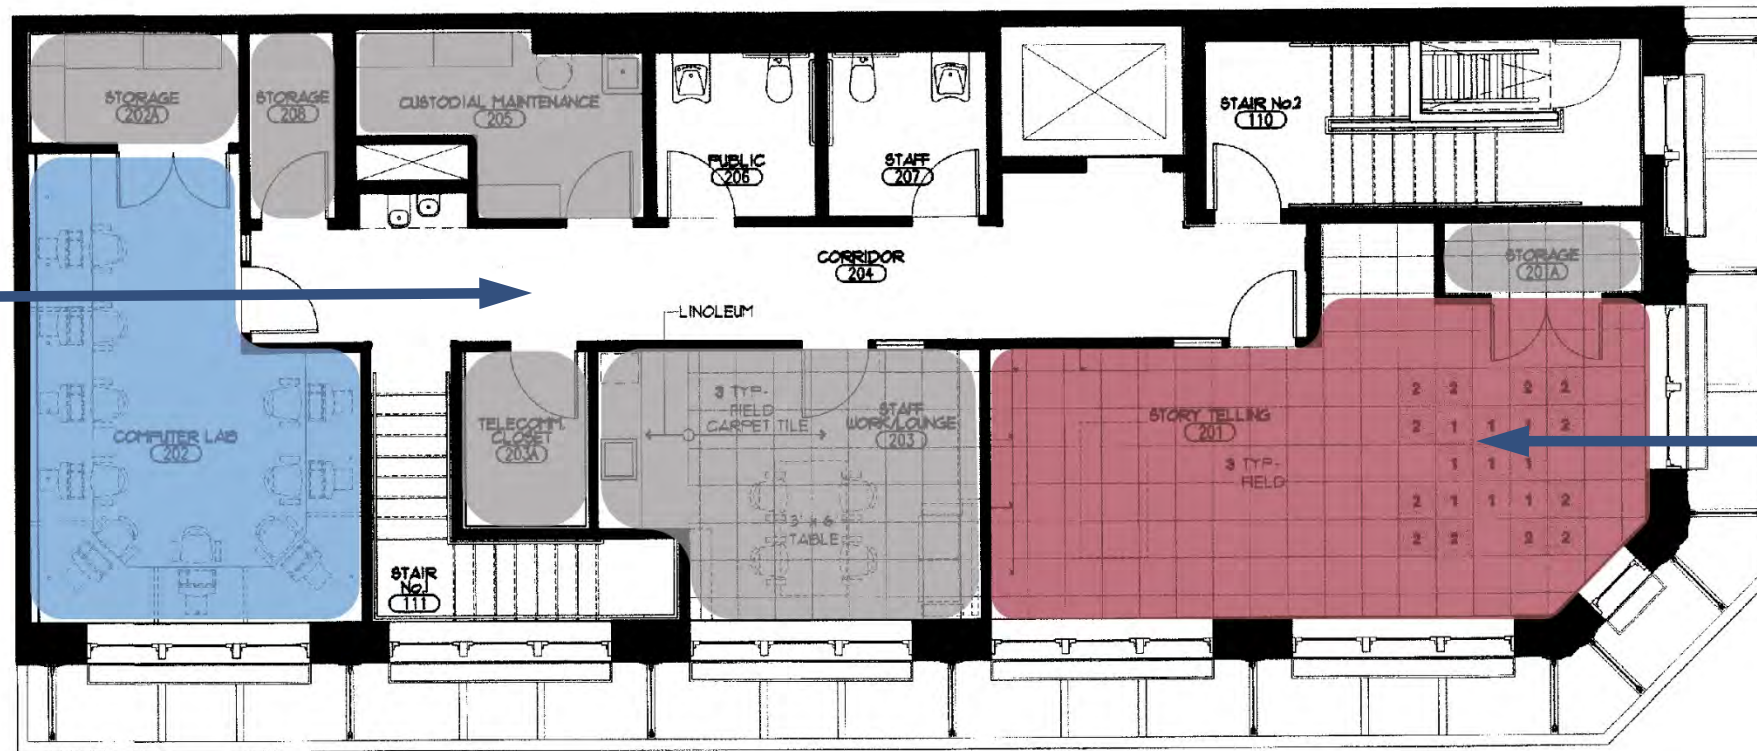 STORAGE
202A
STORAGE
208
CUSTODIAL MAINTENANCE
205
PUBLIC
206
STAFF
207
STAIR No.2
110
CORRIDOR
204
STORAGE
201A
LINOLEUM
COMPUTER LAB
202
TELECOMM.
CLOSET
203A
3 TYP-
FIELD
CARPET TILE
STAFF
WORK/LOUNGE
203
3' x 6'
TABLE
STAIR
No.1
111
STORY TELLING
201
3 TYP-
FIELD
2 2 2 2
2 1 1 1 2
1 1 1
2 1 1 1 2
2 2 2 2